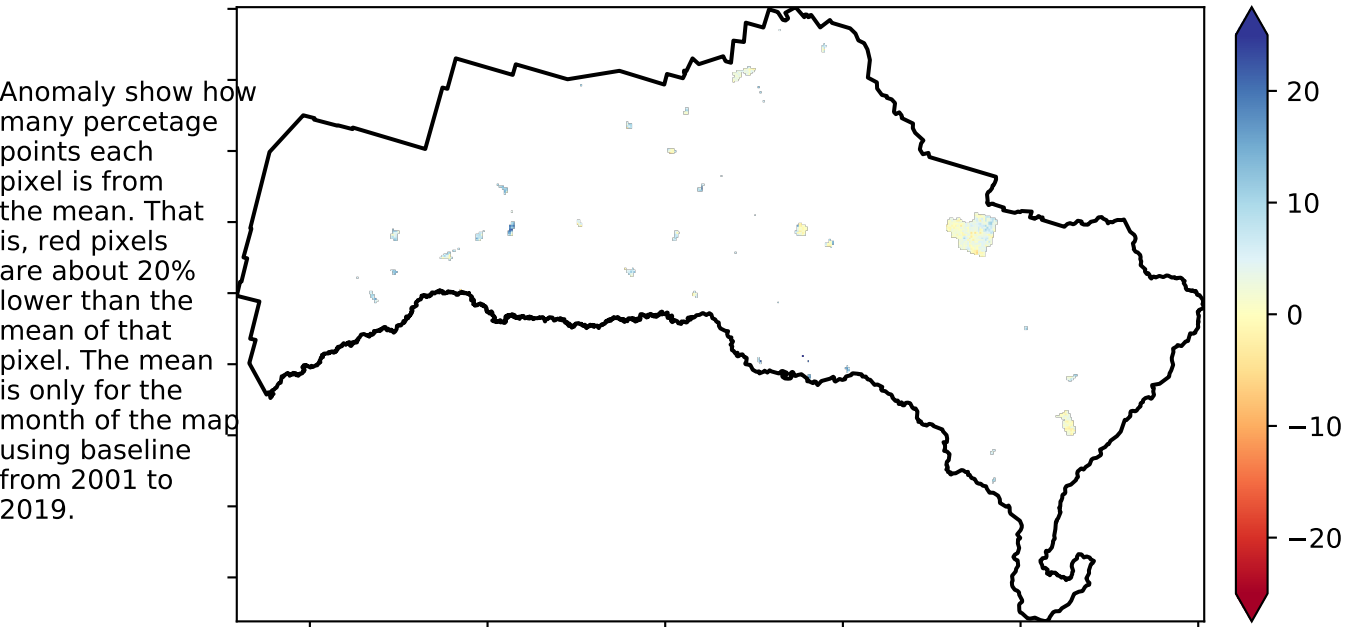 Anomaly show how
many percetage
points each
pixel is from
the mean. That
is, red pixels
are about 20%
lower than the
mean of that
pixel. The mean
is only for the
month of the map
using baseline
from 2001 to
2019.
20
10
0
−10
−20